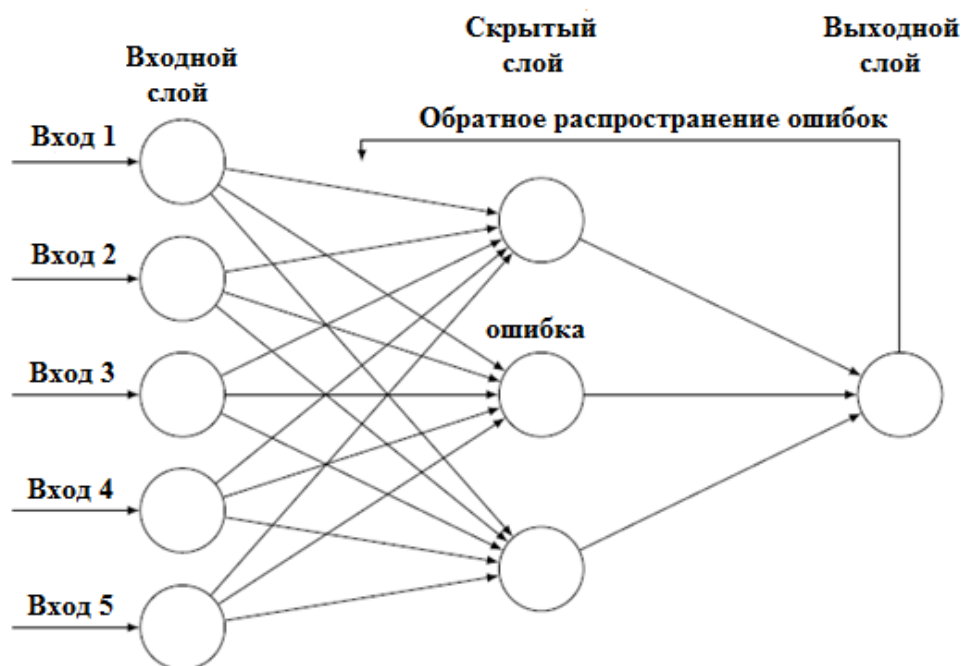 Входной
слой
Скрытый
слой
Выходной
слой
Обратное распространение ошибок
Вход 1
Вход 2
ошибка
Вход 3
Вход 4
Вход 5